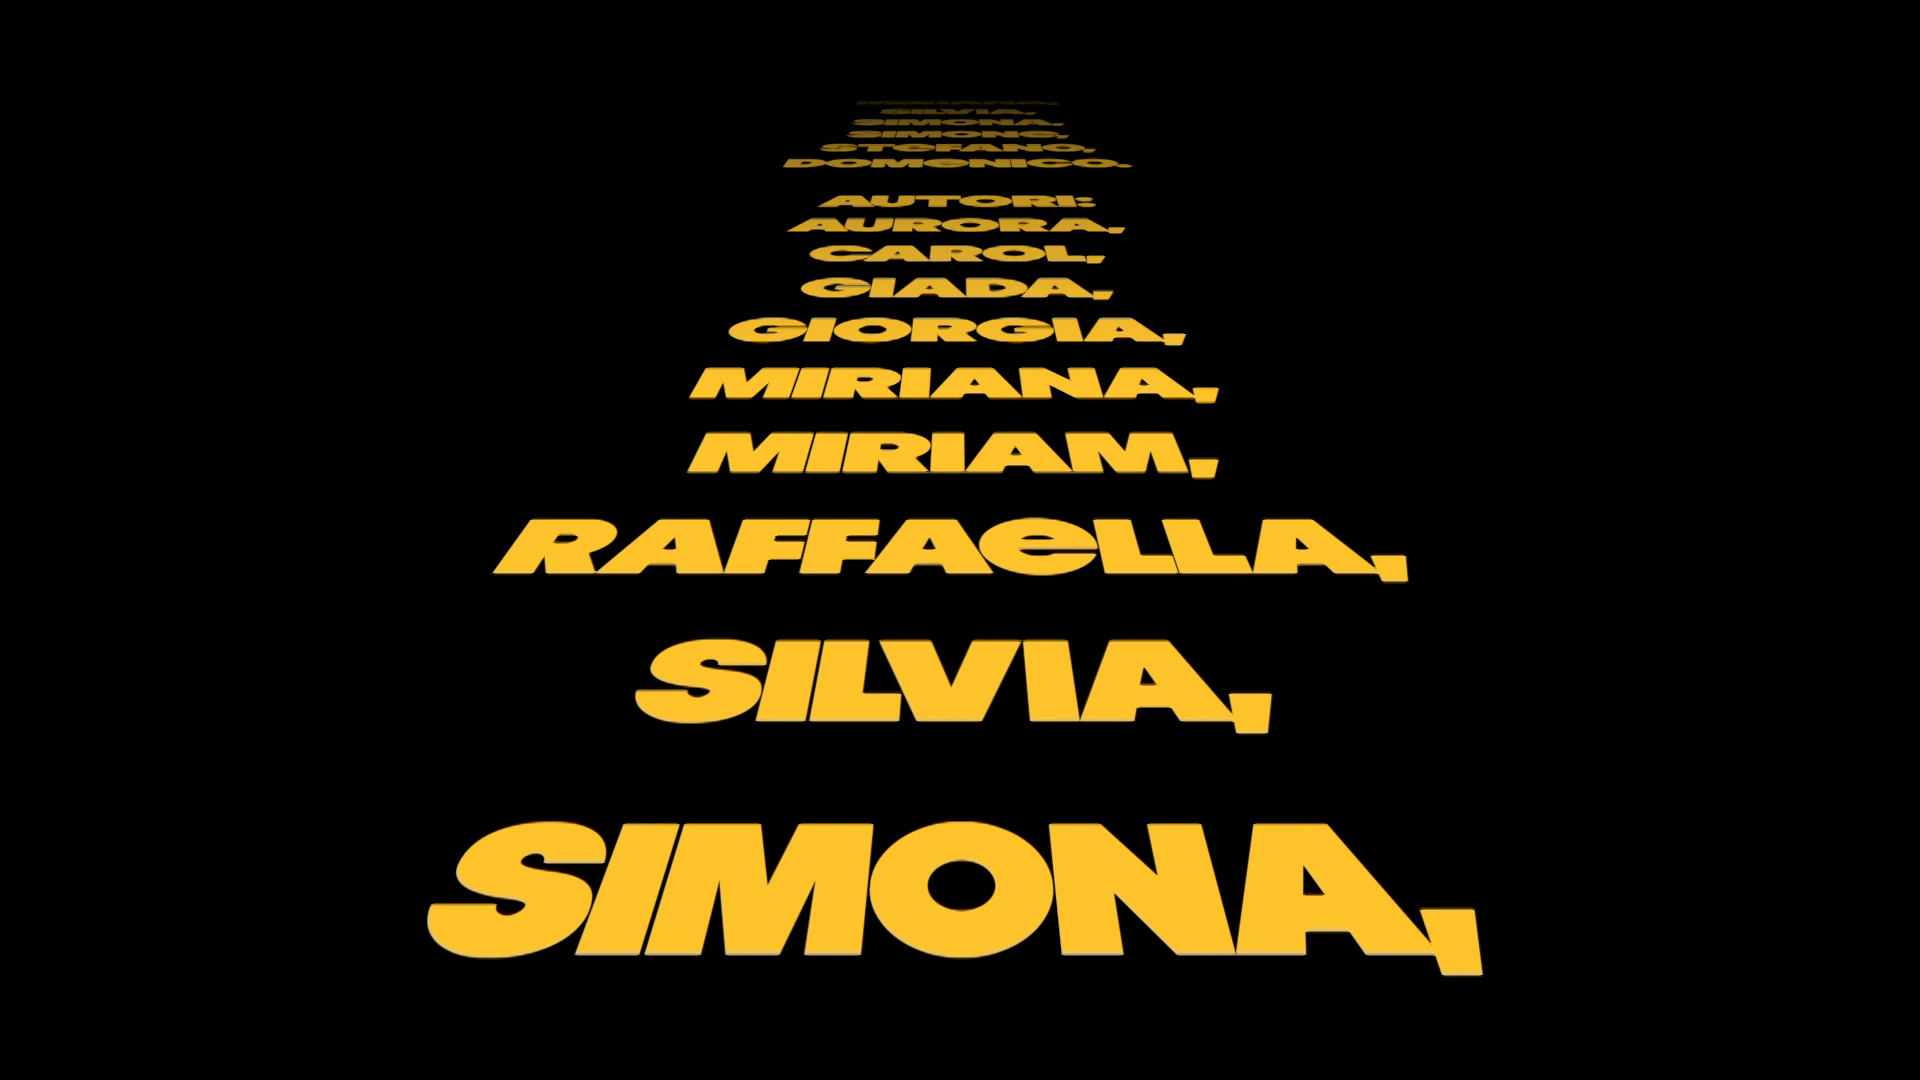 SILVIA,
SIMONA,
SIMONe,
STeFANO,
DOMeNICO.
AUTORI:
AURORA,
CAROL,
GIADA,
GIORGIA,
MIRIANA,
MIRIAM,
RAFFAeLLA,
SILVIA,
SIMONA,